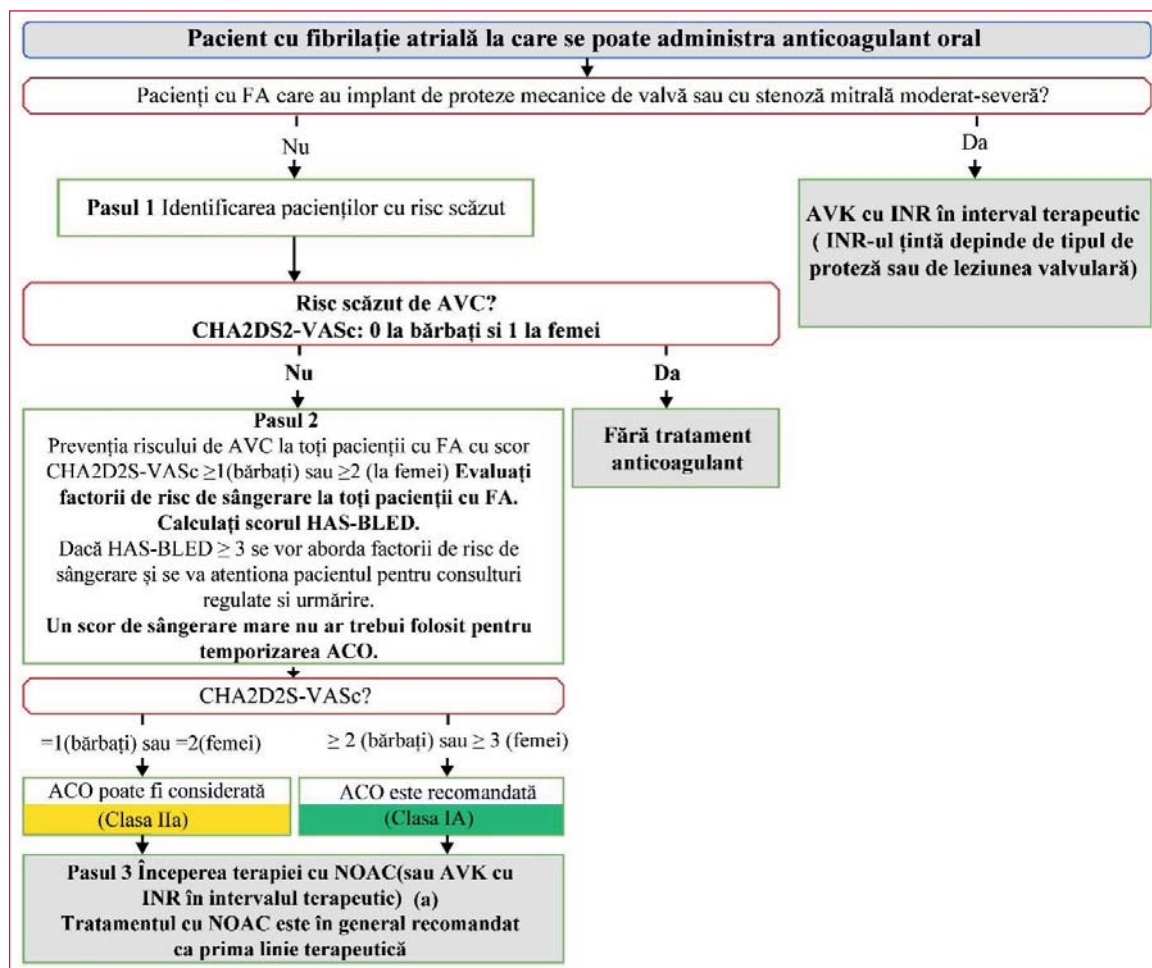 Pacient cu fibrilație atrială la care se poate administra anticoagulant oral
Pacienți cu FA care au implant de proteze mecanice de valvă sau cu stenoză mitrală moderat-severă?
Nu
Da
Pasul 1 Identificarea pacienților cu risc scăzut
AVK cu INR în interval terapeutic
( INR-ul țintă depinde de tipul de
proteză sau de leziunea valvulară)
Risc scăzut de AVC?
CHA2DS2-VASc: 0 la bărbați si 1 la femei
Nu
Da
Pasul 2
Prevenția riscului de AVC la toți pacienții cu FA cu scor
CHA2D2S-VASc ≥1(bărbați) sau ≥2 (la femei) Evaluați
factorii de risc de sângerare la toți pacienții cu FA.
Calculați scorul HAS-BLED.
Dacă HAS-BLED ≥ 3 se vor aborda factorii de risc de
sângerare și se va atentiona pacientul pentru consulturi
regulate si urmărire.
Un scor de sângerare mare nu ar trebui folosit pentru
temporizarea ACO.
Fără tratament
anticoagulant
CHA2D2S-VASc?
=1(bărbați) sau =2(femei)
≥ 2 (bărbați) sau ≥ 3 (femei)
ACO poate fi considerată
(Clasa IIa)
ACO este recomandată
(Clasa IA)
Pasul 3 Începerea terapiei cu NOAC(sau AVK cu
INR în intervalul terapeutic) (a)
Tratamentul cu NOAC este în general recomandat
ca prima linie terapeutică